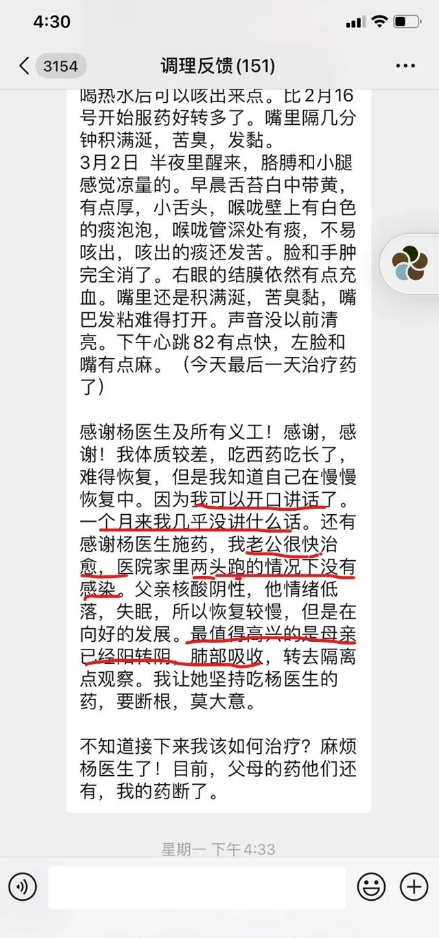 4:30
3154
调理反馈(151)
喝热水后可以咳出来点。比2月16
号开始服药好转多了。嘴里隔几分
钟积满涎，苦臭，发黏。
3月2日 半夜里醒来，胳膊和小腿
感觉凉量的。早晨舌苔白中带黄，
有点厚，小舌头，喉咙壁上有白色
的痰泡泡，喉咙管深处有痰，不易
咳出，咳出的痰还发苦。脸和手肿
完全消了。右眼的结膜依然有点充
血。嘴里还是积满涎，苦臭黏，嘴
巴发粘难得打开。声音没以前清
亮。下午心跳82有点快，左脸和
嘴有点麻。（今天最后一天治疗药
了）
感谢杨医生及所有义工！感谢，感
谢！我体质较差，吃西药吃长了，
难得恢复，但是我知道自己在慢慢
恢复中。因为我可以开口讲话了。
一个月来我几乎没讲什么话。还有
感谢杨医生施药，我老公很快治
愈，医院家里两头跑的情况下没有
感染。父亲核酸阴性，他情绪低
落，失眠，所以恢复较慢，但是在
向好的发展。最值得高兴的是母亲
已经阳转阴，肺部吸收，转去隔离
点观察。我让她坚持吃杨医生的
药，要断根，莫大意。
不知道接下来我该如何治疗？麻烦
杨医生了！目前，父母的药他们还
有，我的药断了。
星期一 下午4:33